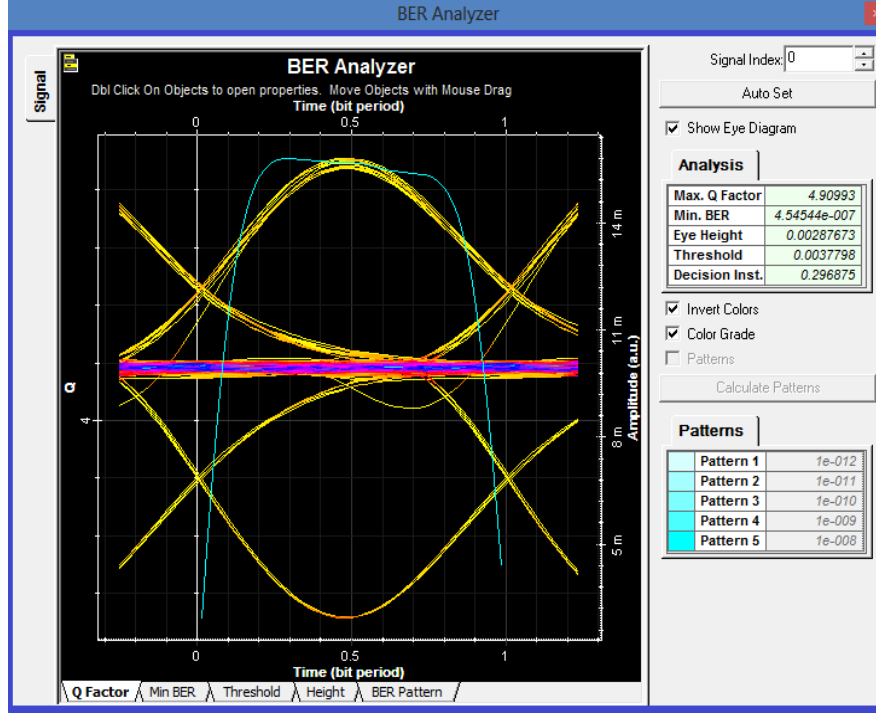 BER Analyzer
Signal
BER Analyzer
Dbl Click On Objects to open properties. Move Objects with Mouse Drag
Time (bit period)
0 0.5 1
Q
4
14 m
11 m
8 m
5 m
Amplitude (a.u.)
0 0.5 1
Time (bit period)
Q Factor Min BER Threshold Height BER Pattern
Signal Index: 0
Auto Set
Show Eye Diagram
Analysis
Max. Q Factor 4.90993
Min. BER 4.54544e-007
Eye Height 0.00287673
Threshold 0.0037798
Decision Inst. 0.296875
Invert Colors
Color Grade
Patterns
Calculate Patterns
Patterns
Pattern 1 1e-012
Pattern 2 1e-011
Pattern 3 1e-010
Pattern 4 1e-009
Pattern 5 1e-008